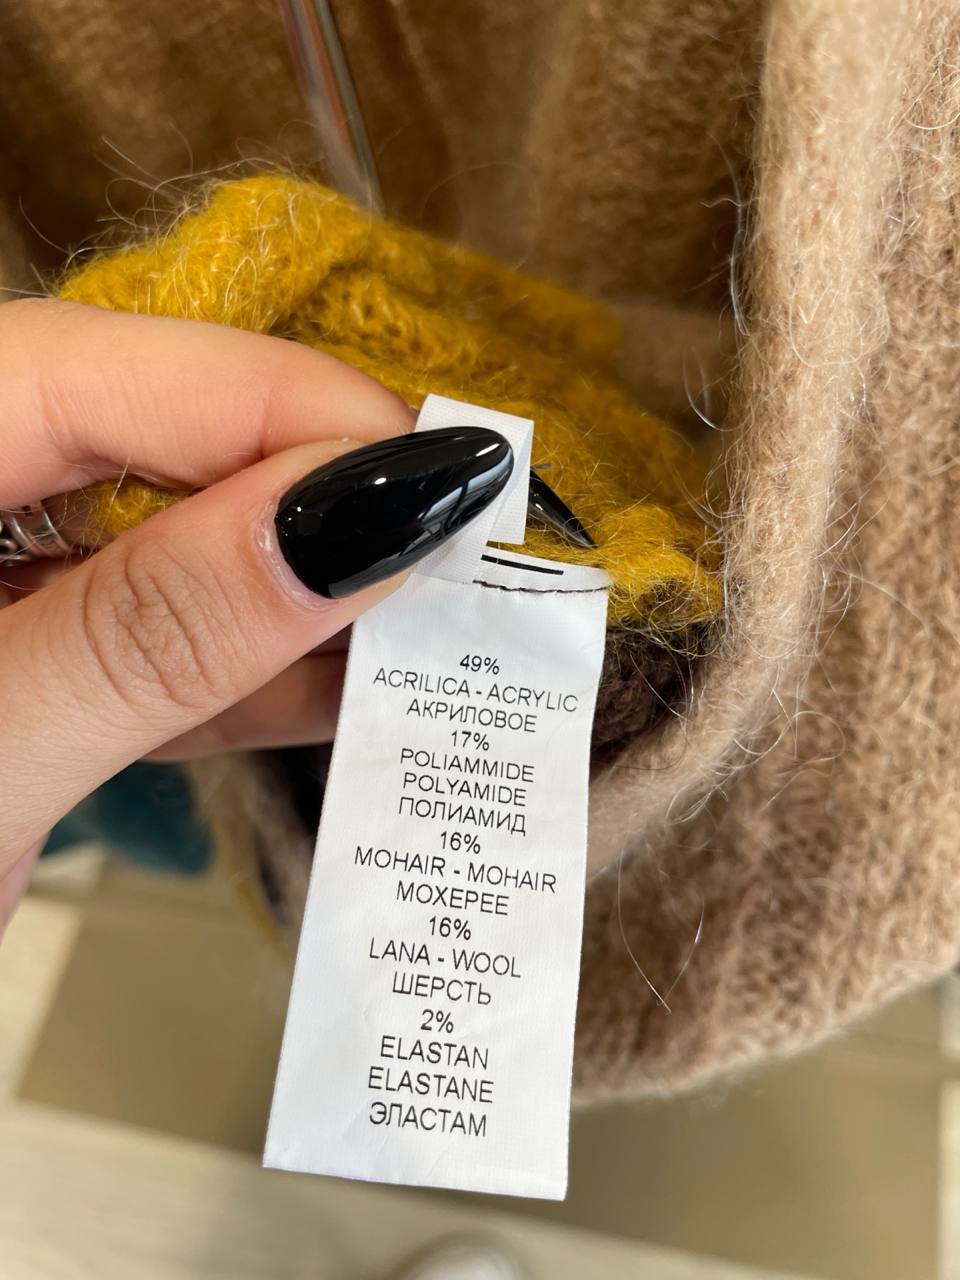 49%
ACRILICA - ACRYLIC
АКРИЛОВОЕ
17%
POLIAMMIDE
POLYAMIDE
ПОЛИАМИД
16%
MOHAIR - MOHAIR
МОХЕРЕЕ
16%
LANA - WOOL
ШЕРСТЬ
2%
ELASTAN
ELASTANE
ЭЛАСТАМ